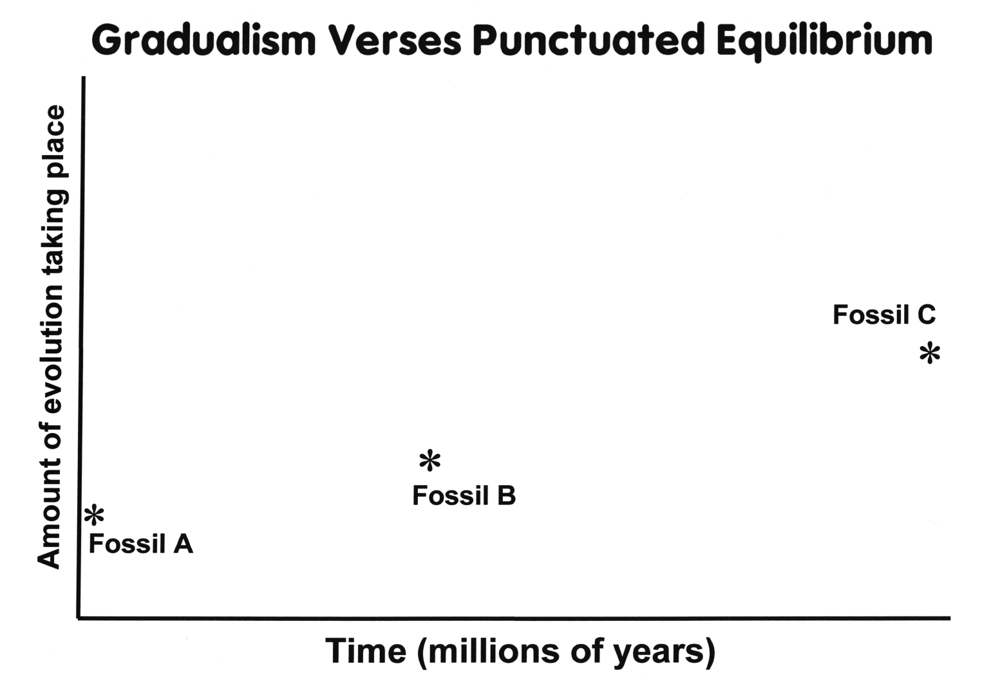 Gradualism Verses Punctuated Equilibrium
Amount of evolution taking place
Fossil C
Fossil B
Fossil A
Time (millions of years)